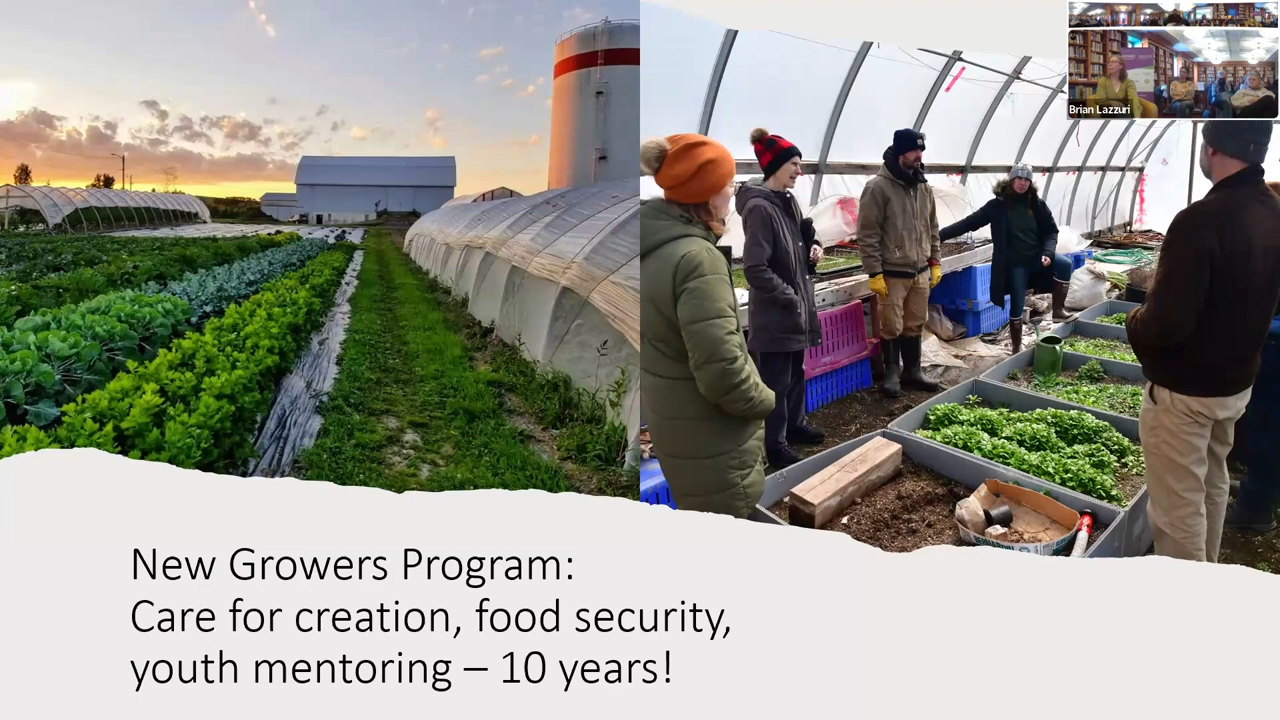 Brian Lazzuri
New Growers Program:
Care for creation, food security,
youth mentoring – 10 years!